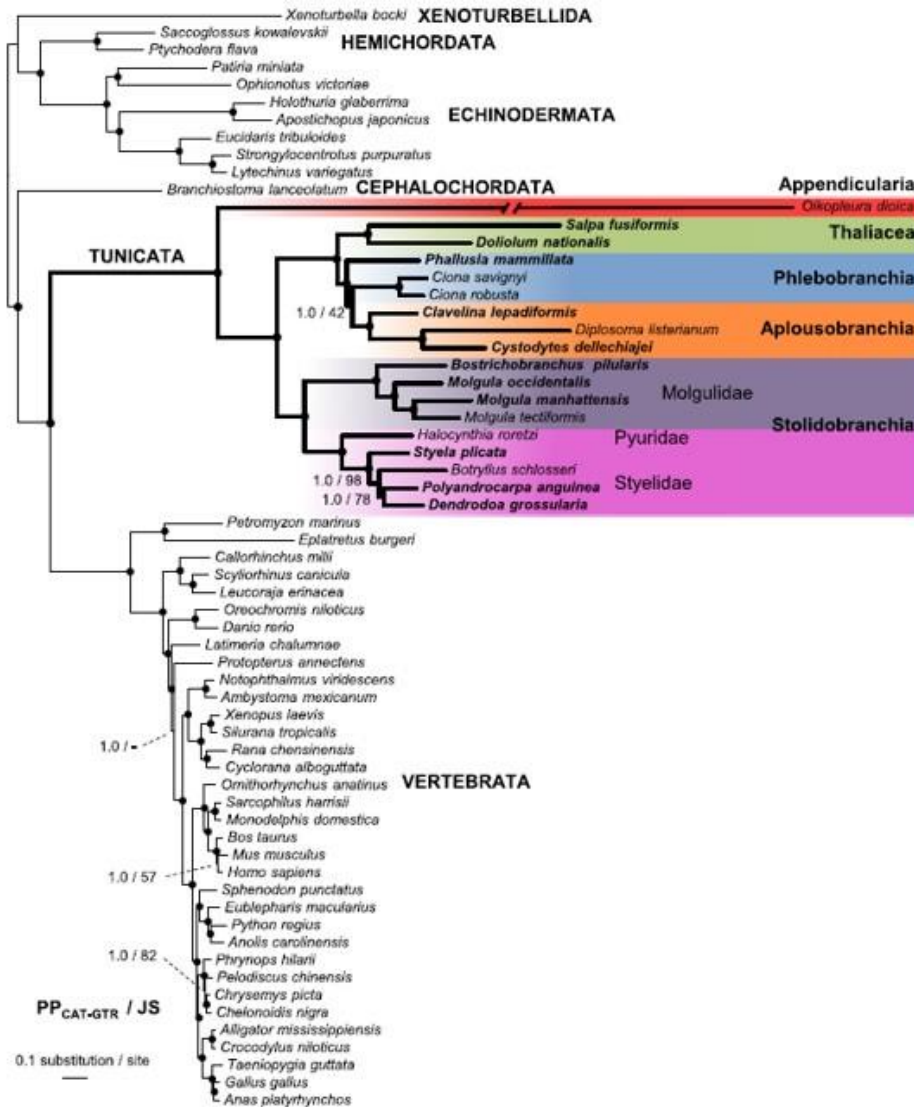 Xenoturbella bocki XENOTURBELLIDA
Saccoglossus kowalevskii
HEMICHORDATA
Ptychodera flava
Patiria miniata
Ophionotus victoriae
Holothuria glaberrima
Apostichopus japonicus
ECHINODERMATA
Eucidaris tribuloides
Strongylocentrotus purpuratus
Lytechinus variegatus
Branchiostoma lanceolatum CEPHALOCHORDATA
Appendicularia
Oikopleura dioica
Salpa fusiformis
Thaliacea
Doliolum nationalis
TUNICATA
Phallusia mammillata
Ciona savignyi
Phlebobranchia
Ciona robusta
1.0 / 42
Clavelina lepadiformis
Diplosoma listerianum
Aplousobranchia
Cystodytes dellechiajei
Bostrichobranchus pilularis
Molgula occidentalis
Molgulidae
Molgula manhattensis
Molgula tectiformis
Stolidobranchia
Halocynthia roretzi
Pyuridae
Styela plicata
Botryllus schlosseri
1.0 / 98
Styelidae
Polyandrocarpa anguinea
1.0 / 78
Dendrodoa grossularia
Petromyzon marinus
Eptatretus burgeri
Callorhinchus milii
Scyliorhinus canicula
Leucoraja erinacea
Oreochromis niloticus
Danio rerio
Latimeria chalumnae
Protopterus annectens
Notophthalmus viridescens
Ambystoma mexicanum
Xenopus laevis
Silurana tropicalis
1.0 / -
Rana chensinensis
Cyclorana alboguttata
Ornithorhynchus anatinus VERTEBRATA
Sarcophilus harrisii
Monodelphis domestica
Bos taurus
Mus musculus
Homo sapiens
1.0 / 57
Sphenodon punctatus
Eublepharis macularius
Python regius
Anolis carolinensis
1.0 / 82
Phrynops hilarii
Pelodiscus chinensis
Chrysemys picta
PP CAT-GTR / JS
Chelonoidis nigra
Alligator mississippiensis
Crocodylus niloticus
0.1 substitution / site
Taeniopygia guttata
Gallus gallus
Anas platyrhynchos